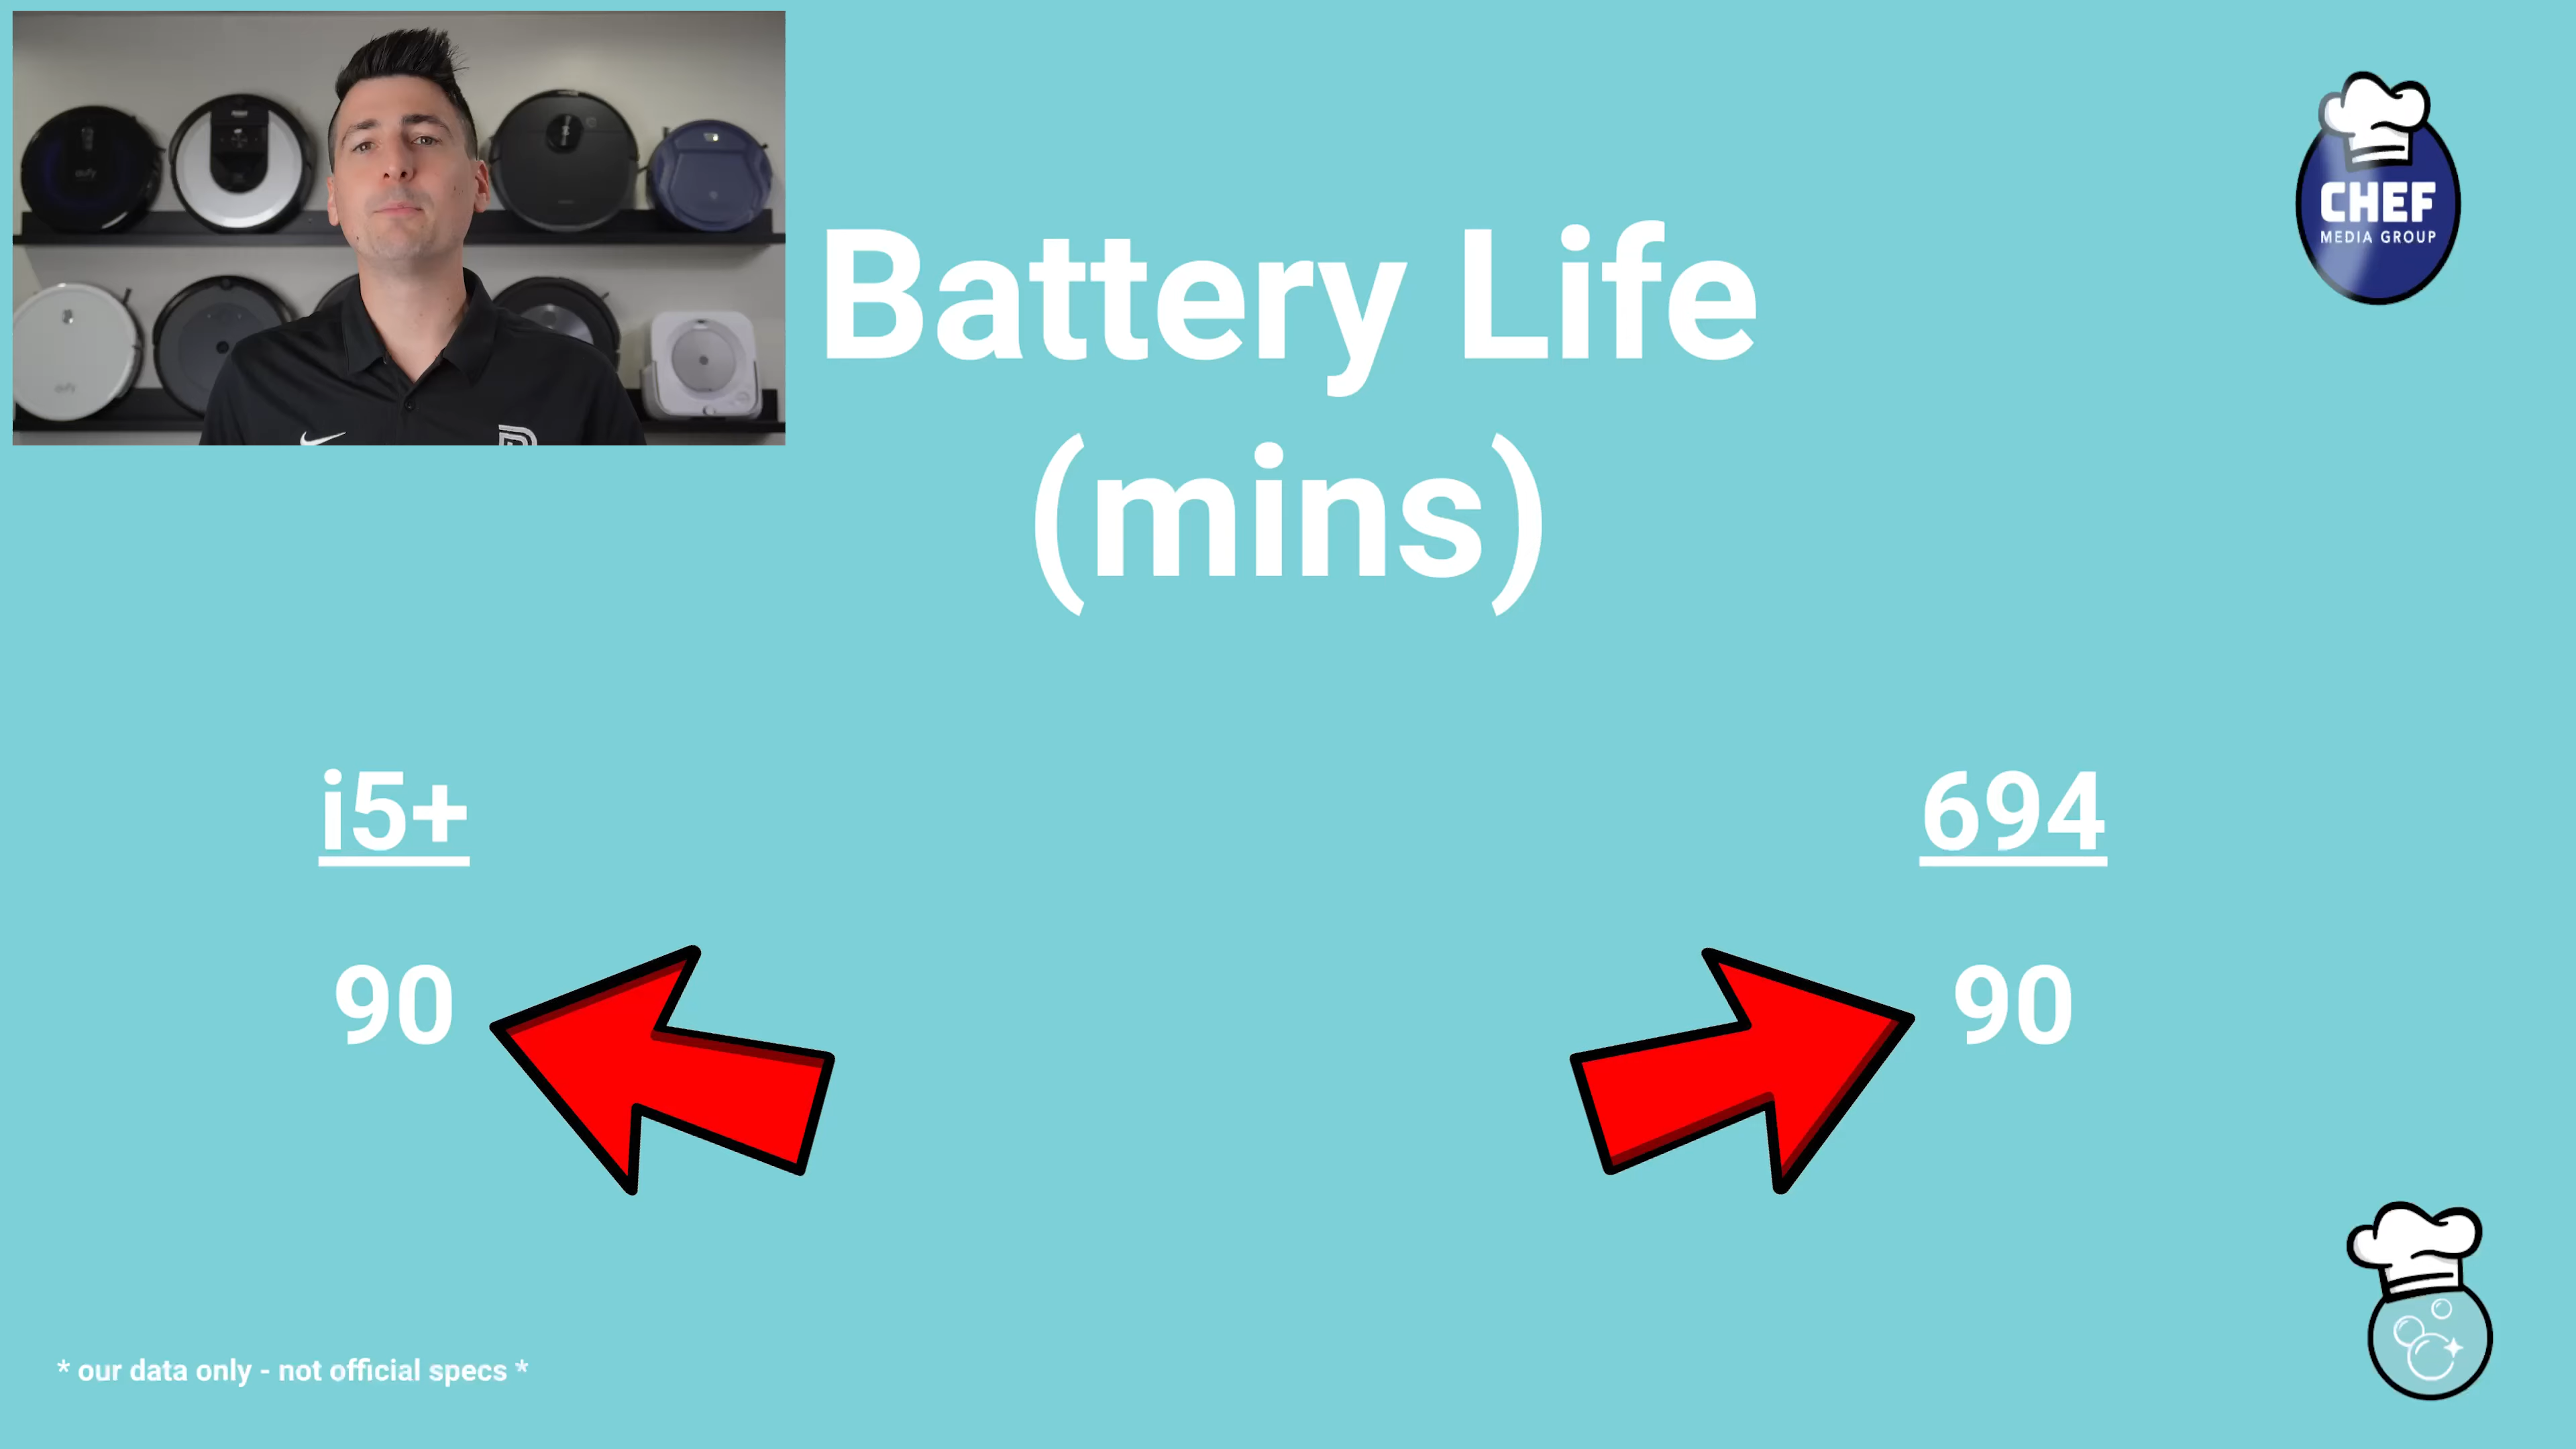 Battery Life
(mins)
CHEF
MEDIA GROUP
i5+
694
90
90
* our data only - not official specs *